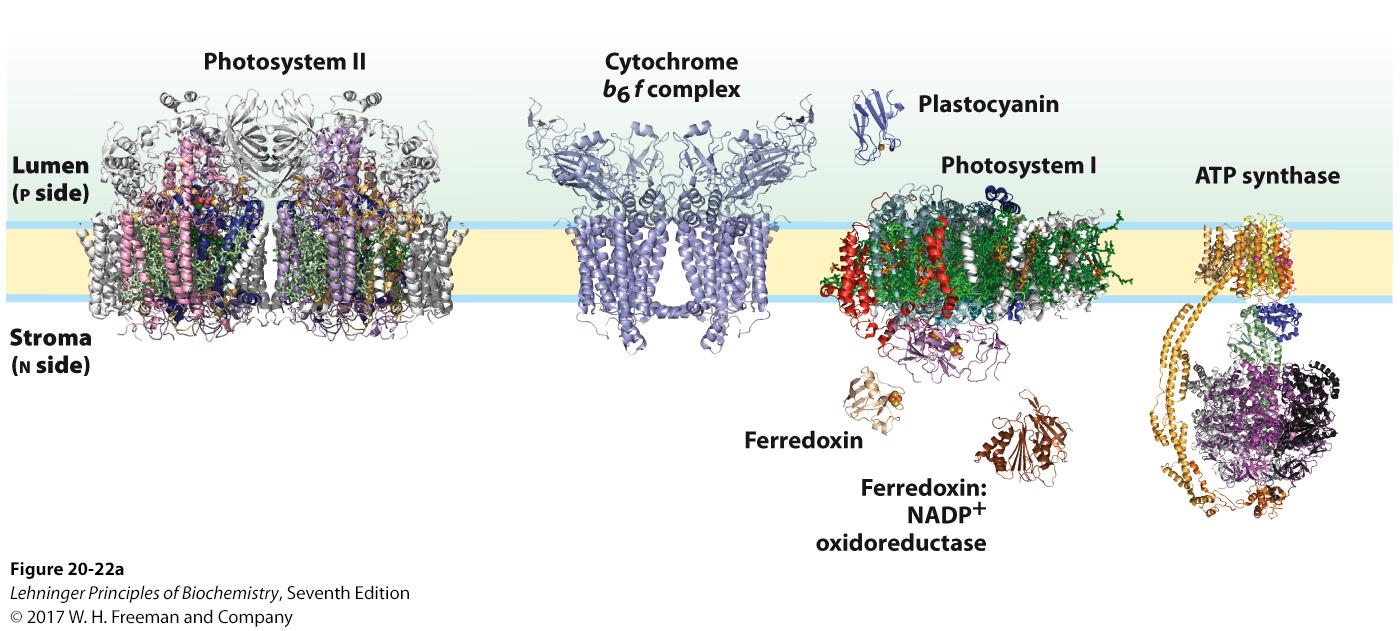 Photosystem II
Cytochrome
b6 f complex
Plastocyanin
Photosystem I
ATP synthase
Lumen
(P side)
Stroma
(N side)
Ferredoxin
Ferredoxin:
NADP+
oxidoreductase
Figure 20-22a
Lehninger Principles of Biochemistry, Seventh Edition
© 2017 W. H. Freeman and Company